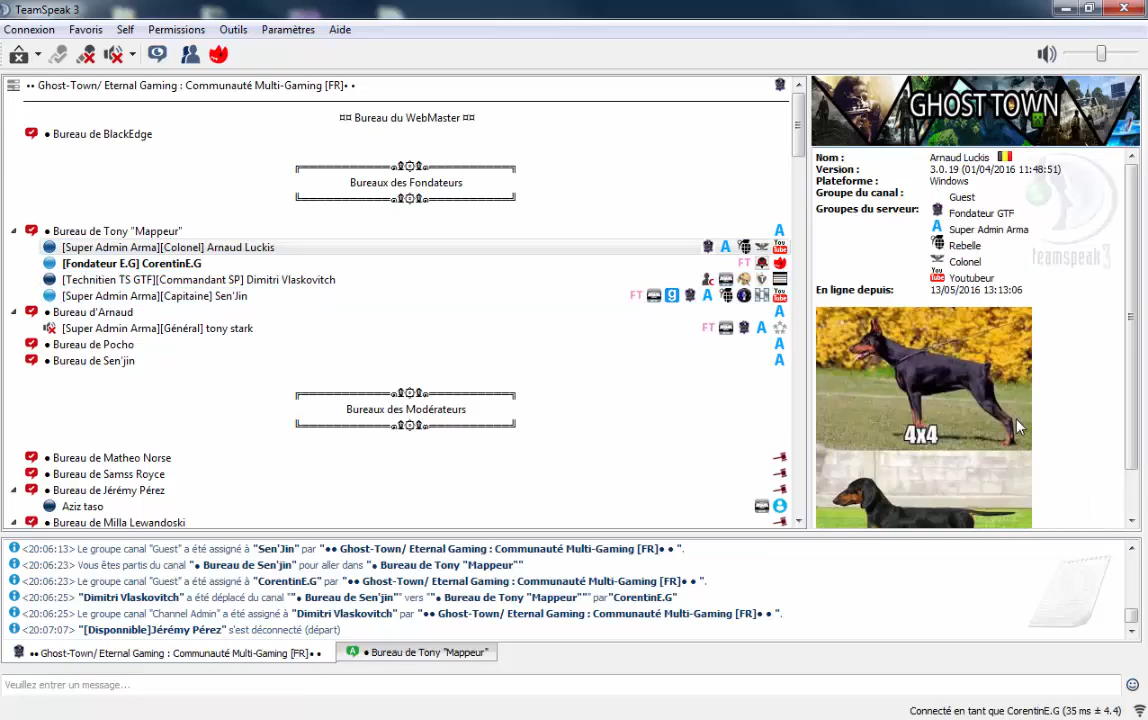 TeamSpeak 3
Connexion Favoris Self Permissions Outils Paramètres Aide
•• Ghost-Town/ Eternal Gaming : Communauté Multi-Gaming [FR]• •
¤¤ Bureau du WebMaster ¤¤
● Bureau de BlackEdge
Bureaux des Fondateurs
● Bureau de Tony "Mappeur"
[Super Admin Arma][Colonel] Arnaud Luckis
[Fondateur E.G] CorentinE.G
FT
[Technitien TS GTF][Commandant SP] Dimitri Vlaskovitch
[Super Admin Arma][Capitaine] Sen'Jin
FT
● Bureau d'Arnaud
[Super Admin Arma][Général] tony stark
FT
● Bureau de Pocho
● Bureau de Sen'jin
Bureaux des Modérateurs
● Bureau de Matheo Norse
● Bureau de Samss Royce
● Bureau de Jérémy Pérez
Aziz taso
● Bureau de Milla Lewandoski
GHOST TOWN
Nom : Arnaud Luckis
Version : 3.0.19 (01/04/2016 11:48:51)
Plateforme : Windows
Groupe du canal :
Guest
Groupes du serveur:
Fondateur GTF
Super Admin Arma
Rebelle
Colonel
Youtubeur
En ligne depuis: 13/05/2016 13:13:06
teamspeak3
4x4
<20:06:13> Le groupe canal "Guest" a été assigné à "Sen'Jin" par "●● Ghost-Town/ Eternal Gaming : Communauté Multi-Gaming [FR]● ● ".
<20:06:23> Vous êtes partis du canal "● Bureau de Sen'jin" pour aller dans "● Bureau de Tony "Mappeur""
<20:06:23> Le groupe canal "Guest" a été assigné à "CorentinE.G" par "●● Ghost-Town/ Eternal Gaming : Communauté Multi-Gaming [FR]● ● ".
<20:06:25> "Dimitri Vlaskovitch" a été déplacé du canal ""● Bureau de Sen'jin"" vers "● Bureau de Tony "Mappeur"" par"CorentinE.G"
<20:06:25> Le groupe canal "Channel Admin" a été assigné à "Dimitri Vlaskovitch" par "●● Ghost-Town/ Eternal Gaming : Communauté Multi-Gaming [FR]● ● ".
<20:07:07> "[Disponnible]Jérémy Pérez" s'est déconnecté (départ)
•• Ghost-Town/ Eternal Gaming : Communauté Multi-Gaming [FR]• •
● Bureau de Tony "Mappeur"
Veuillez entrer un message...
Connecté en tant que CorentinE.G (35 ms ± 4.4)